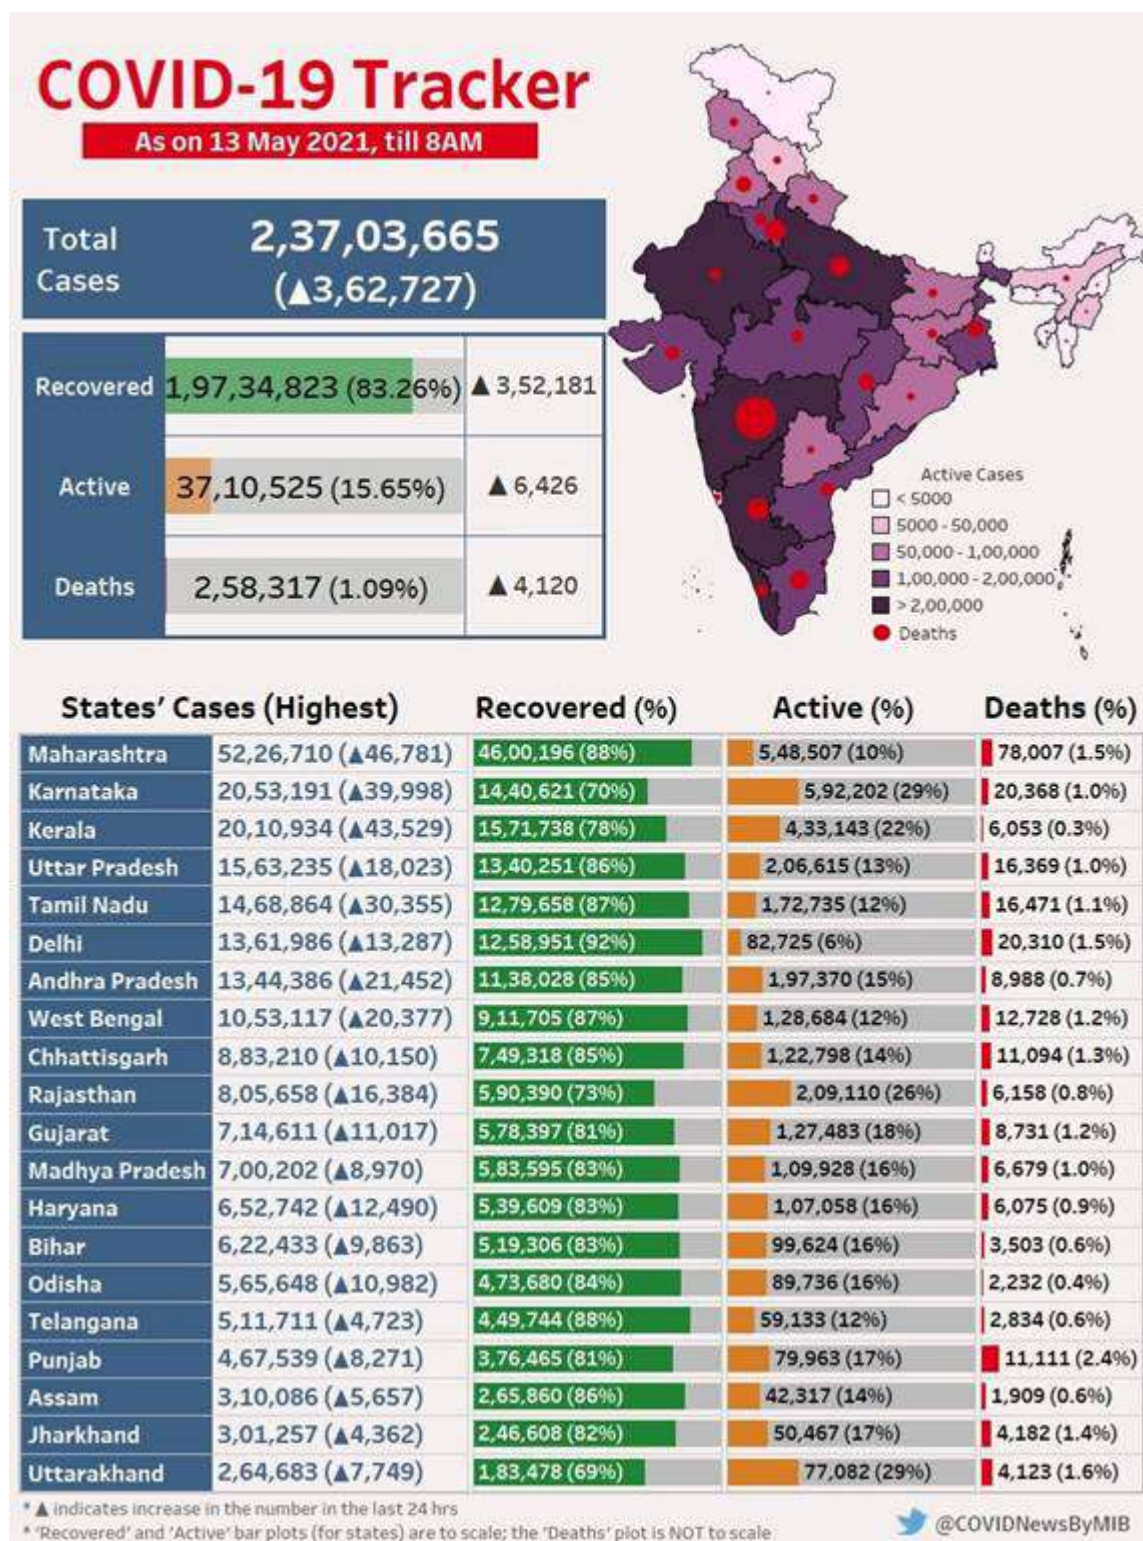 COVID-19 Tracker
As on 13 May 2021, till 8AM
Total Cases 2,37,03,665
(▲3,62,727)
Recovered 1,97,34,823 (83.26%) ▲ 3,52,181
Active 37,10,525 (15.65%) ▲ 6,426
Deaths 2,58,317 (1.09%) ▲ 4,120
Active Cases
< 5000
5000 - 50,000
50,000 - 1,00,000
1,00,000 - 2,00,000
> 2,00,000
Deaths
States' Cases (Highest) Recovered (%) Active (%) Deaths (%)
Maharashtra 52,26,710 (▲46,781) 46,00,196 (88%) 5,48,507 (10%) 78,007 (1.5%)
Karnataka 20,53,191 (▲39,998) 14,40,621 (70%) 5,92,202 (29%) 20,368 (1.0%)
Kerala 20,10,934 (▲43,529) 15,71,738 (78%) 4,33,143 (22%) 6,053 (0.3%)
Uttar Pradesh 15,63,235 (▲18,023) 13,40,251 (86%) 2,06,615 (13%) 16,369 (1.0%)
Tamil Nadu 14,68,864 (▲30,355) 12,79,658 (87%) 1,72,735 (12%) 16,471 (1.1%)
Delhi 13,61,986 (▲13,287) 12,58,951 (92%) 82,725 (6%) 20,310 (1.5%)
Andhra Pradesh 13,44,386 (▲21,452) 11,38,028 (85%) 1,97,370 (15%) 8,988 (0.7%)
West Bengal 10,53,117 (▲20,377) 9,11,705 (87%) 1,28,684 (12%) 12,728 (1.2%)
Chhattisgarh 8,83,210 (▲10,150) 7,49,318 (85%) 1,22,798 (14%) 11,094 (1.3%)
Rajasthan 8,05,658 (▲16,384) 5,90,390 (73%) 2,09,110 (26%) 6,158 (0.8%)
Gujarat 7,14,611 (▲11,017) 5,78,397 (81%) 1,27,483 (18%) 8,731 (1.2%)
Madhya Pradesh 7,00,202 (▲8,970) 5,83,595 (83%) 1,09,928 (16%) 6,679 (1.0%)
Haryana 6,52,742 (▲12,490) 5,39,609 (83%) 1,07,058 (16%) 6,075 (0.9%)
Bihar 6,22,433 (▲9,863) 5,19,306 (83%) 99,624 (16%) 3,503 (0.6%)
Odisha 5,65,648 (▲10,982) 4,73,680 (84%) 89,736 (16%) 2,232 (0.4%)
Telangana 5,11,711 (▲4,723) 4,49,744 (88%) 59,133 (12%) 2,834 (0.6%)
Punjab 4,67,539 (▲8,271) 3,76,465 (81%) 79,963 (17%) 11,111 (2.4%)
Assam 3,10,086 (▲5,657) 2,65,860 (86%) 42,317 (14%) 1,909 (0.6%)
Jharkhand 3,01,257 (▲4,362) 2,46,608 (82%) 50,467 (17%) 4,182 (1.4%)
Uttarakhand 2,64,683 (▲7,749) 1,83,478 (69%) 77,082 (29%) 4,123 (1.6%)
* ▲ indicates increase in the number in the last 24 hrs
* 'Recovered' and 'Active' bar plots (for states) are to scale; the 'Deaths' plot is NOT to scale
@COVIDNewsByMIB